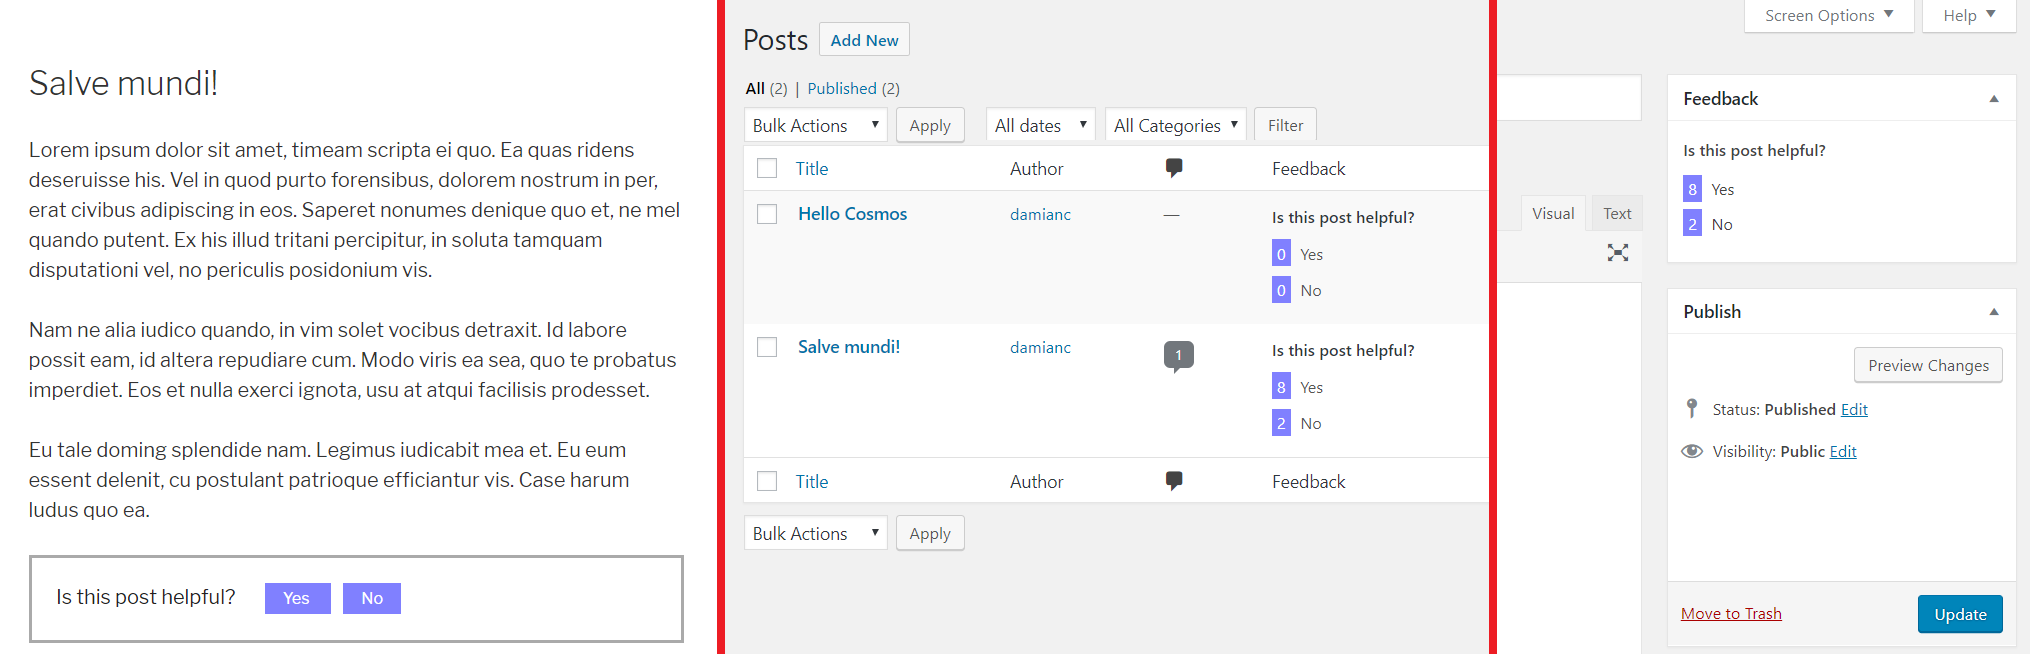 Salve mundi!
Lorem ipsum dolor sit amet, timeam scripta ei quo. Ea quas ridens
deseruisse his. Vel in quod purto forensibus, dolorem nostrum in per,
erat civibus adipiscing in eos. Saperet nonumes denique quo et, ne mel
quando putent. Ex his illud tritani percipitur, in soluta tamquam
disputationi vel, no periculis posidonium vis.
Nam ne alia iudico quando, in vim solet vocibus detraxit. Id labore
possit eam, id altera repudiare cum. Modo viris ea sea, quo te probatus
imperdiet. Eos et nulla exerci ignota, usu at atqui facilisis prodesset.
Eu tale doming splendide nam. Legimus iudicabit mea et. Eu eum
essent delenit, cu postulant patrioque efficiantur vis. Case harum
ludus quo ea.
Is this post helpful? Yes No
Posts Add New
All (2) | Published (2)
Bulk Actions Apply All dates All Categories Filter
Title Author Feedback
Hello Cosmos damianc — Is this post helpful?
0 Yes
0 No
Salve mundi! damianc 1 Is this post helpful?
8 Yes
2 No
Title Author Feedback
Bulk Actions Apply
Screen Options Help
Visual Text
Feedback
Is this post helpful?
8 Yes
2 No
Publish
Preview Changes
Status: Published Edit
Visibility: Public Edit
Move to Trash Update